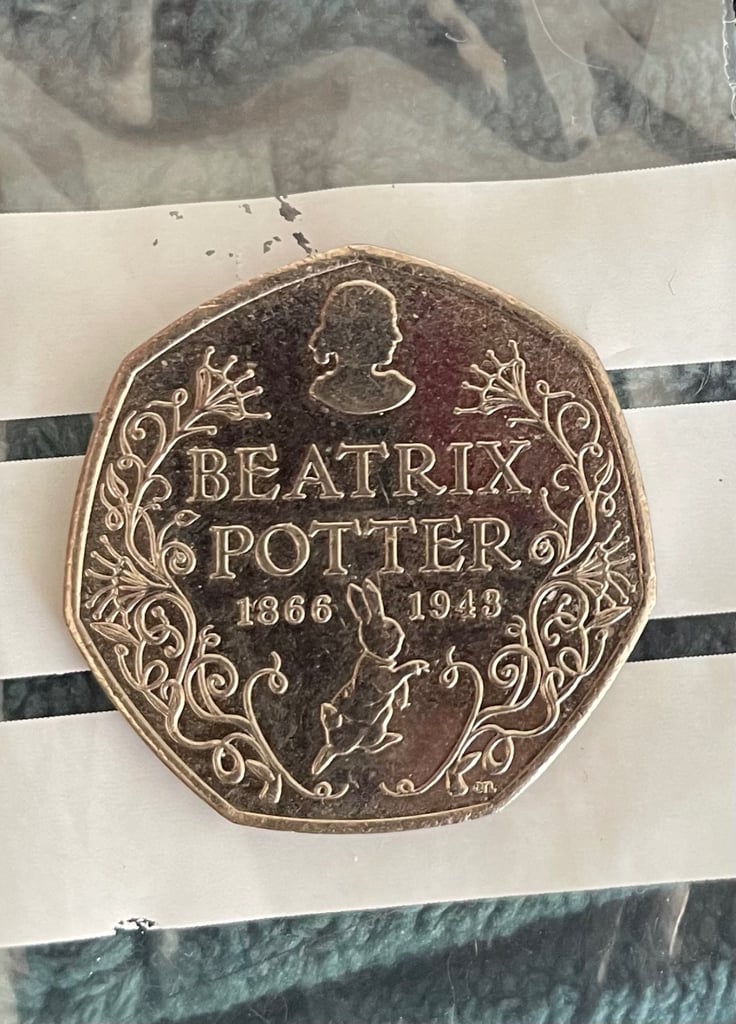 BEATRIX
POTTER
1866 1943